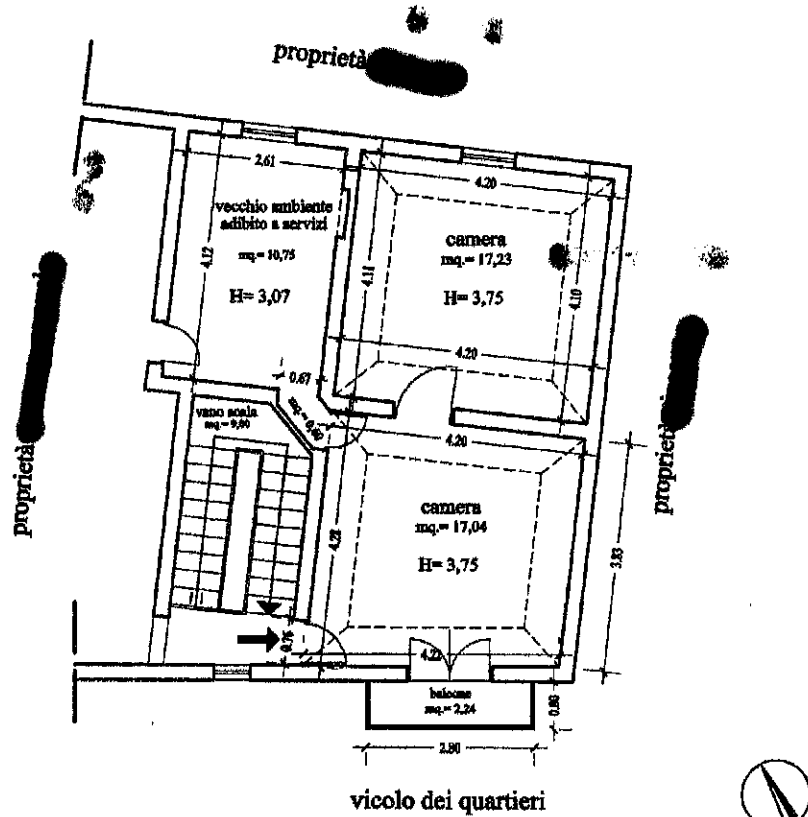 proprietà
2.61
4.20
vecchio ambiente
adibito a servizi
mq.= 10,75
H= 3,07
4.12
camera
mq.= 17,23
H= 3,75
4.11
4.10
4.20
0.67
proprietà
proprietà
vano scala
mq.= 9,90
4.20
camera
mq.= 17,04
H= 3,75
4.28
3.83
0.76
4.21
balcone
mq.= 2,24
0.80
2.80
vicolo dei quartieri